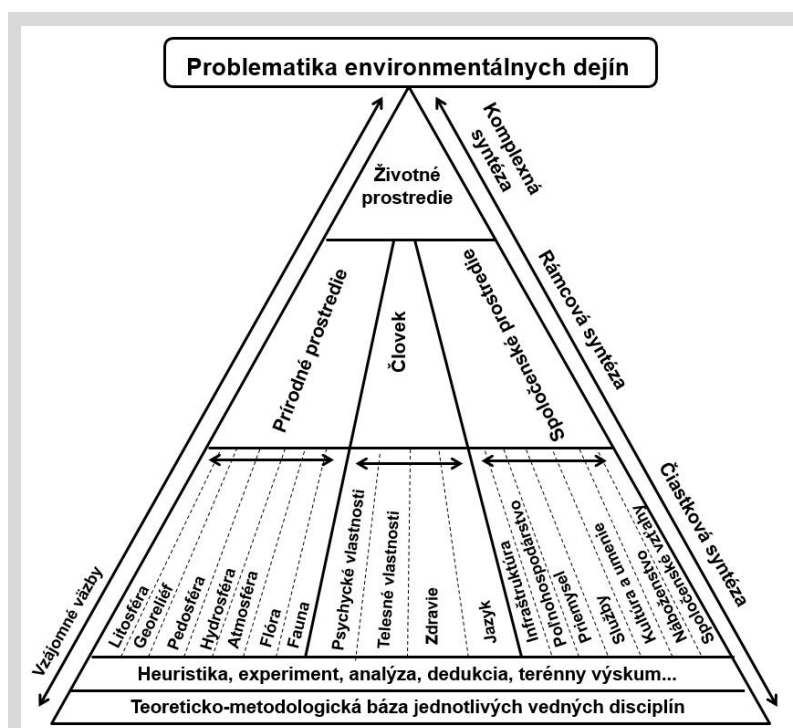 Problematika environmentálnych dejín
Komplexná
syntéza
Životné
prostredie
Rámcová syntéza
Prírodné prostredie
Človek
Spoločenské prostredie
Čiastková syntéza
Vzájomné väzby
Litosféra
Georeliéf
Pedosféra
Hydrosféra
Atmosféra
Flóra
Fauna
Psychycké vlastnosti
Telesné vlastnosti
Zdravie
Jazyk
Infraštruktúra
Polnohospodárstvo
Priemysel
Služby
Kultúra a umenie
Náboženstvo
Spoločenské vzťahy
Heuristika, experiment, analýza, dedukcia, terénny výskum...
Teoreticko-metodologická báza jednotlivých vedných disciplín